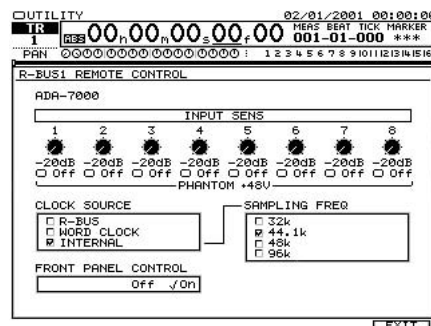 UTILITY 02/01/2001 00:00:00
TR 1 ABS 00h00m00s00f00 MEAS BEAT TICK MARKER
001-01-000 ***
PAN 1 2 3 4 5 6 7 8 9 10 11 12 13 14 15 16
R-BUS1 REMOTE CONTROL
ADA-7000
INPUT SENS
1 2 3 4 5 6 7 8
-20dB -20dB -20dB -20dB -20dB -20dB -20dB -20dB
Off Off Off Off Off Off Off Off
PHANTOM +48V
CLOCK SOURCE
R-BUS
WORD CLOCK
INTERNAL
SAMPLING FREQ
32k
44.1k
48k
96k
FRONT PANEL CONTROL
Off √On
EXIT